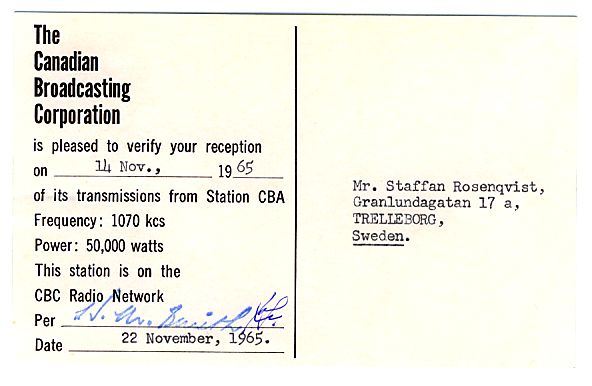 The
Canadian
Broadcasting
Corporation
is pleased to verify your reception
on 14 Nov., 1965
of its transmissions from Station CBA
Frequency: 1070 kcs
Power: 50,000 watts
This station is on the
CBC Radio Network
Per
Date 22 November, 1965.
Mr. Staffan Rosenqvist,
Granlundagatan 17 a,
TRELLEBORG,
Sweden.